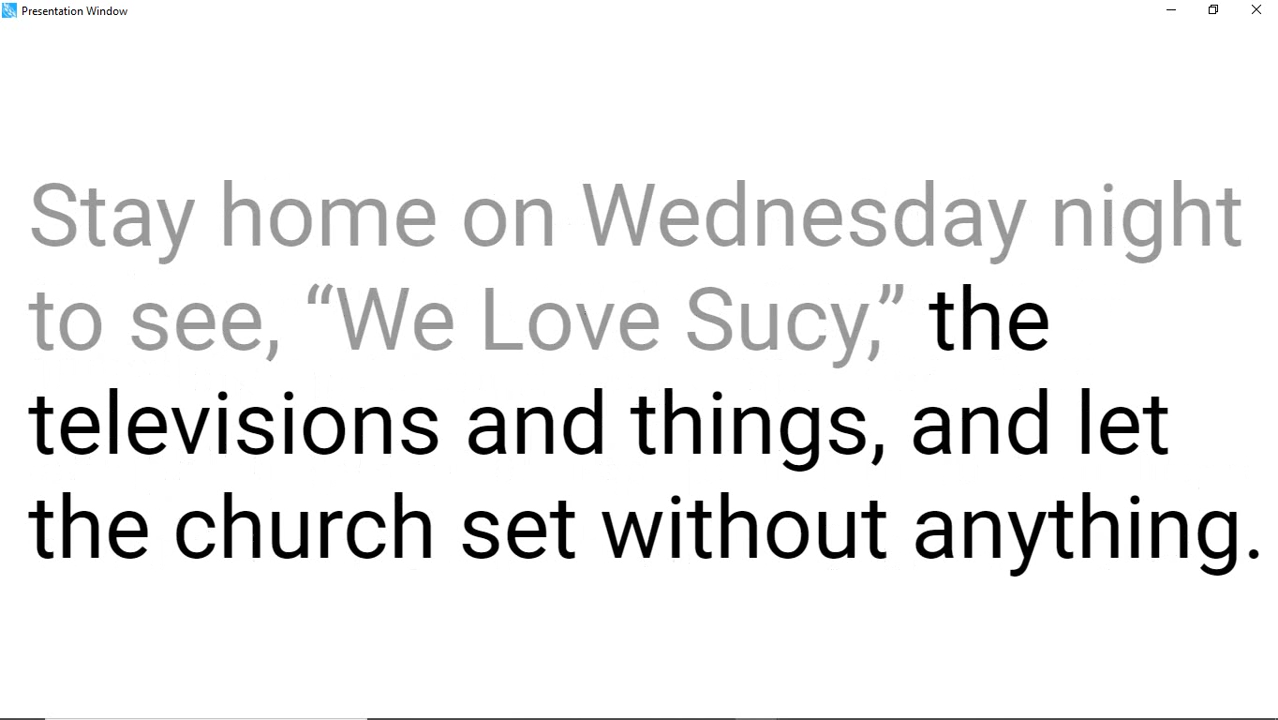 Presentation Window
Stay home on Wednesday night
to see, “We Love Sucy,” the
televisions and things, and let
the church set without anything.